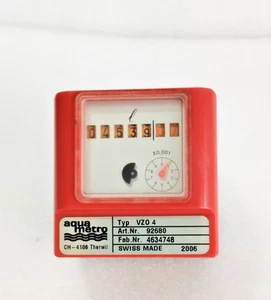 ℓ
04539
X0.001
aqua
metro
CH-4106 Therwil
Typ VZO 4
Art.Nr. 92680
Fab.Nr. 4634748
SWISS MADE 2006